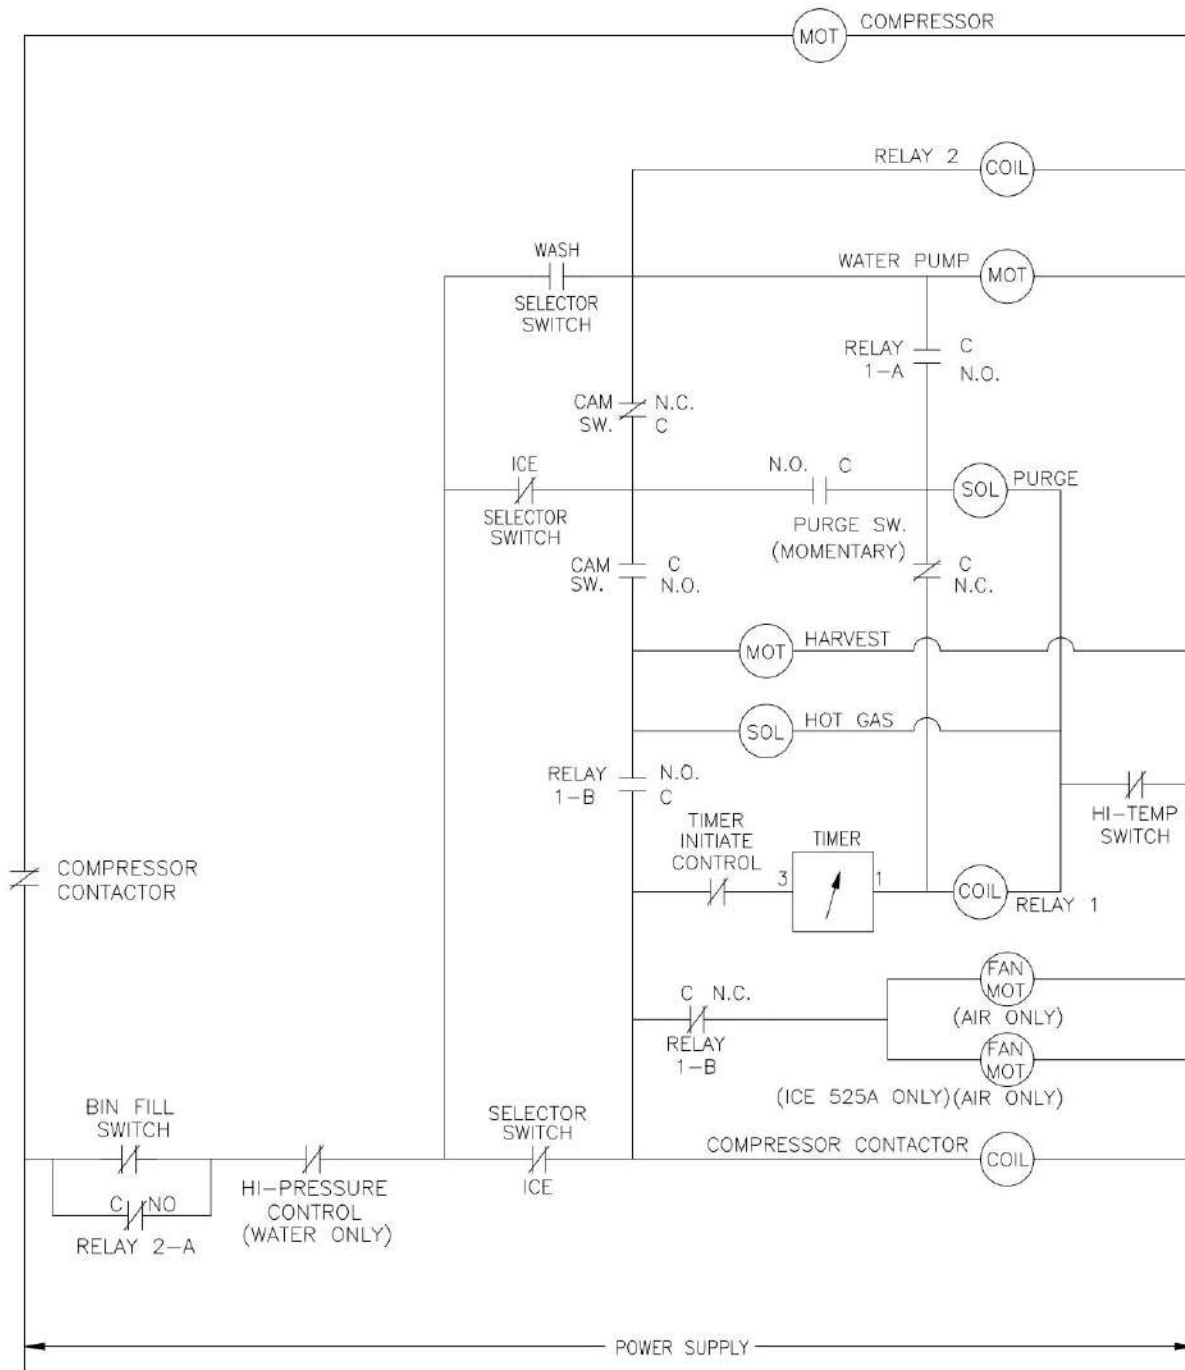 MOT COMPRESSOR
RELAY 2 COIL
WASH
SELECTOR
SWITCH
WATER PUMP MOT
RELAY
1-A
C
N.O.
CAM
SW.
N.C.
C
ICE
SELECTOR
SWITCH
N.O. C
PURGE SW.
(MOMENTARY)
SOL PURGE
CAM
SW.
C
N.O.
C
N.C.
MOT HARVEST
SOL HOT GAS
RELAY
1-B
N.O.
C
HI-TEMP
SWITCH
TIMER
INITIATE
CONTROL
TIMER
3 1
COIL RELAY 1
COMPRESSOR
CONTACTOR
C N.C.
RELAY
1-B
FAN
MOT
(AIR ONLY)
FAN
MOT
(ICE 525A ONLY)(AIR ONLY)
BIN FILL
SWITCH
C NO
RELAY 2-A
HI-PRESSURE
CONTROL
(WATER ONLY)
SELECTOR
SWITCH
ICE
COMPRESSOR CONTACTOR COIL
POWER SUPPLY